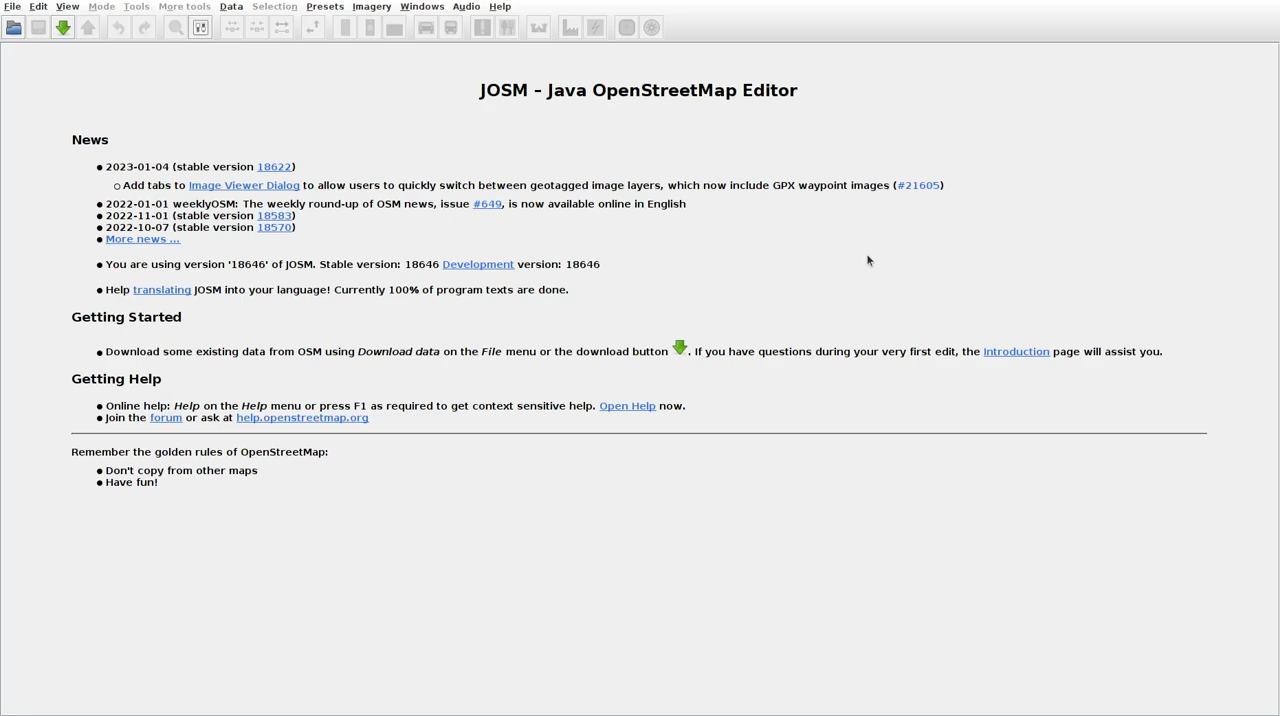 File Edit View Mode Tools More tools Data Selection Presets Imagery Windows Audio Help
JOSM – Java OpenStreetMap Editor
News
● 2023-01-04 (stable version 18622)
○ Add tabs to Image Viewer Dialog to allow users to quickly switch between geotagged image layers, which now include GPX waypoint images (#21605)
● 2022-01-01 weeklyOSM: The weekly round-up of OSM news, issue #649, is now available online in English
● 2022-11-01 (stable version 18583)
● 2022-10-07 (stable version 18570)
● More news ...
● You are using version '18646' of JOSM. Stable version: 18646 Development version: 18646
● Help translating JOSM into your language! Currently 100% of program texts are done.
Getting Started
● Download some existing data from OSM using Download data on the File menu or the download button . If you have questions during your very first edit, the Introduction page will assist you.
Getting Help
● Online help: Help on the Help menu or press F1 as required to get context sensitive help. Open Help now.
● Join the forum or ask at help.openstreetmap.org
Remember the golden rules of OpenStreetMap:
● Don't copy from other maps
● Have fun!